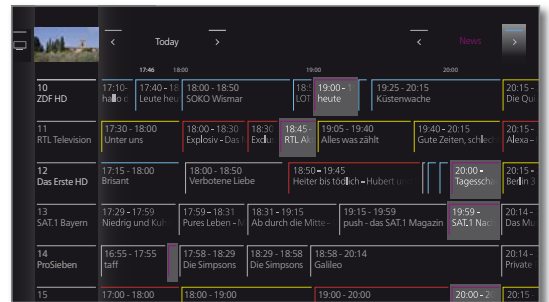 < Today > < News >
17:46 18:00 19:00 20:00
10 17:10- 17:40 - 18 18:00 - 18:50 19:00 - 19:25 - 20:15 20:15 -
ZDF HD Leute heu SOKO Wismar LOT heute Küstenwache Die Qu
11 17:30 - 18:00 18:00 - 18:30 18:30 18:45 - 19:05 - 19:40 19:40 - 20:15 20:15 -
RTL Television Unter uns Explosiv - Das Exclu RTL Ak Alles was zählt Gute Zeiten, schlech Alexa -
12 17:15 - 18:00 18:00 - 18:50 18:50 - 19:45 20:00 - 20:15 -
Das Erste HD Brisant Verbotene Liebe Heiter bis tödlich - Hubert un Tagesscha Berlin
13 17:29 - 17:59 17:59 - 18:31 18:31 - 19:15 19:15 - 19:59 19:59 - 20:14 -
SAT.1 Bayern Niedrig und Kuh Pures Leben - M Ab durch die Mitte - push - das SAT.1 Magazin SAT.1 Nac Das Mu
14 16:55 - 17:55 17:58 - 18:29 18:29 - 18:58 18:58 - 20:14 20:14 -
ProSieben taff Die Simpsons Die Simpsons Galileo Private
15 17:00 - 18:00 18:00 - 19:00 19:00 - 20:00 20:00 - 20:15 -